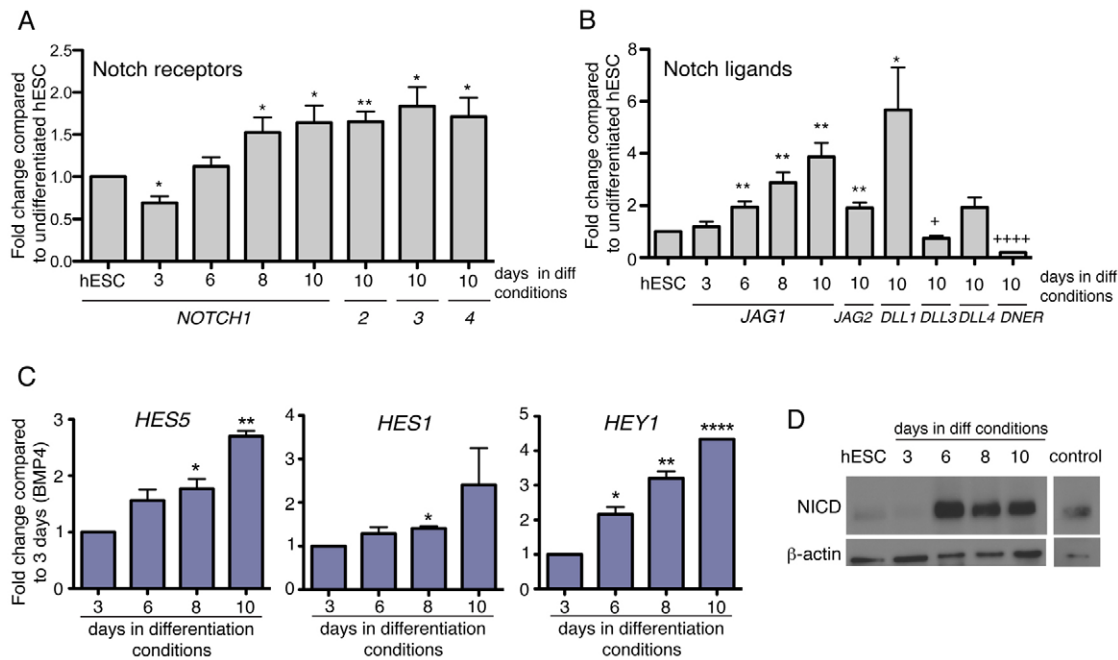 A
Fold change compared
to undifferentiated hESC
Notch receptors
2.5
2.0
1.5
1.0
0.5
0.0
*
*
*
**
*
*
hESC 3 6 8 10 10 10 10
days in diff
conditions
NOTCH1 2 3 4
B
Fold change compared
to undifferentiated hESC
Notch ligands
8
6
4
2
0
**
**
**
**
*
+
++++
hESC 3 6 8 10 10 10 10 10 10
days in diff
conditions
JAG1 JAG2 DLL1 DLL3 DLL4 DNER
C
Fold change compared
to 3 days (BMP4)
HES5
3
2
1
0
*
**
3 6 8 10
days in differentiation
conditions
HES1
4
3
2
1
0
*
3 6 8 10
days in differentiation
conditions
HEY1
5
4
3
2
1
0
*
**
****
3 6 8 10
days in differentiation
conditions
D
days in diff conditions
hESC 3 6 8 10 control
NICD
β-actin